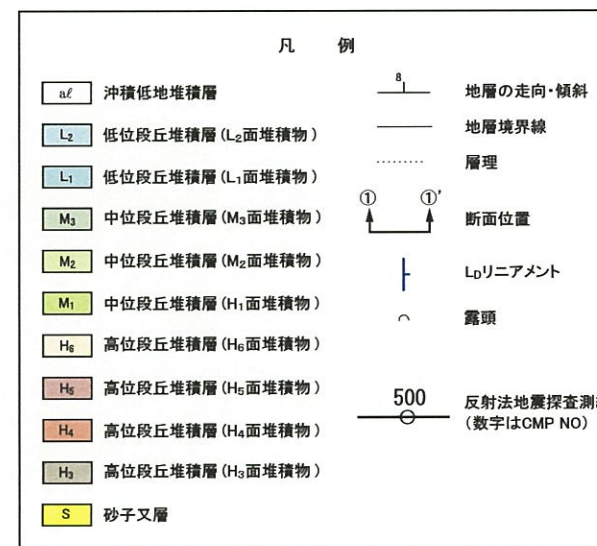 凡 例
aℓ 沖積低地堆積層
L₂ 低位段丘堆積層(L₂面堆積物)
L₁ 低位段丘堆積層(L₁面堆積物)
M₃ 中位段丘堆積層(M₃面堆積物)
M₂ 中位段丘堆積層(M₂面堆積物)
M₁ 中位段丘堆積層(H₁面堆積物)
H₆ 高位段丘堆積層(H₆面堆積物)
H₅ 高位段丘堆積層(H₅面堆積物)
H₄ 高位段丘堆積層(H₄面堆積物)
H₃ 高位段丘堆積層(H₃面堆積物)
S 砂子又層
8 地層の走向・傾斜
地層境界線
層理
① ①' 断面位置
L_Dリニアメント
露頭
500 反射法地震探査測
(数字はCMP NO)